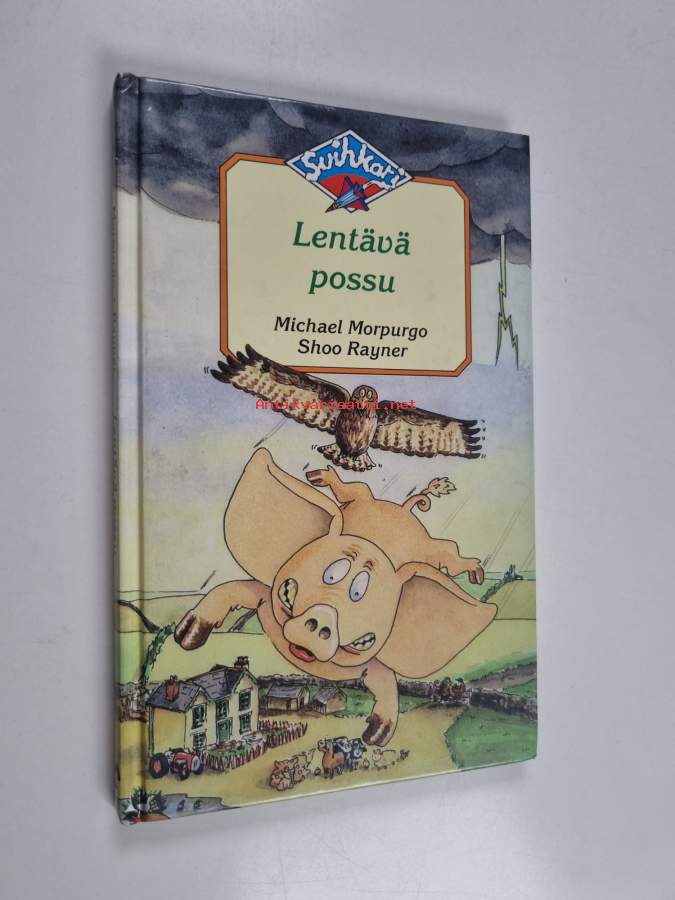 Suihkari
Lentävä
possu
Michael Morpurgo
Shoo Rayner
Antikvariaatti.net